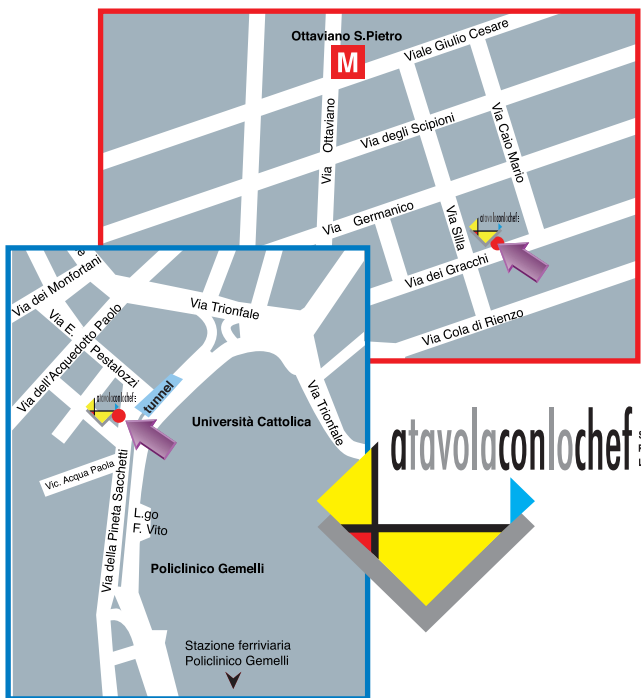 Ottaviano S.Pietro
M
Viale Giulio Cesare
Via Ottaviano
Via degli Scipioni
Via Caio Mario
Via Germanico
Via Silla
atavolaconlochef
Via dei Gracchi
Via Cola di Rienzo
Via dei Monfortani
Via Trionfale
Via E. Pestalozzi
Via dell'Acquedotto Paolo
tunnel
atavolaconlochef
Università Cattolica
Via Trionfale
Vic. Acqua Paola
Via della Pineta Sacchetti
L.go
F. Vito
Policlinico Gemelli
Stazione ferriviaria
Policlinico Gemelli
atavolaconlochef